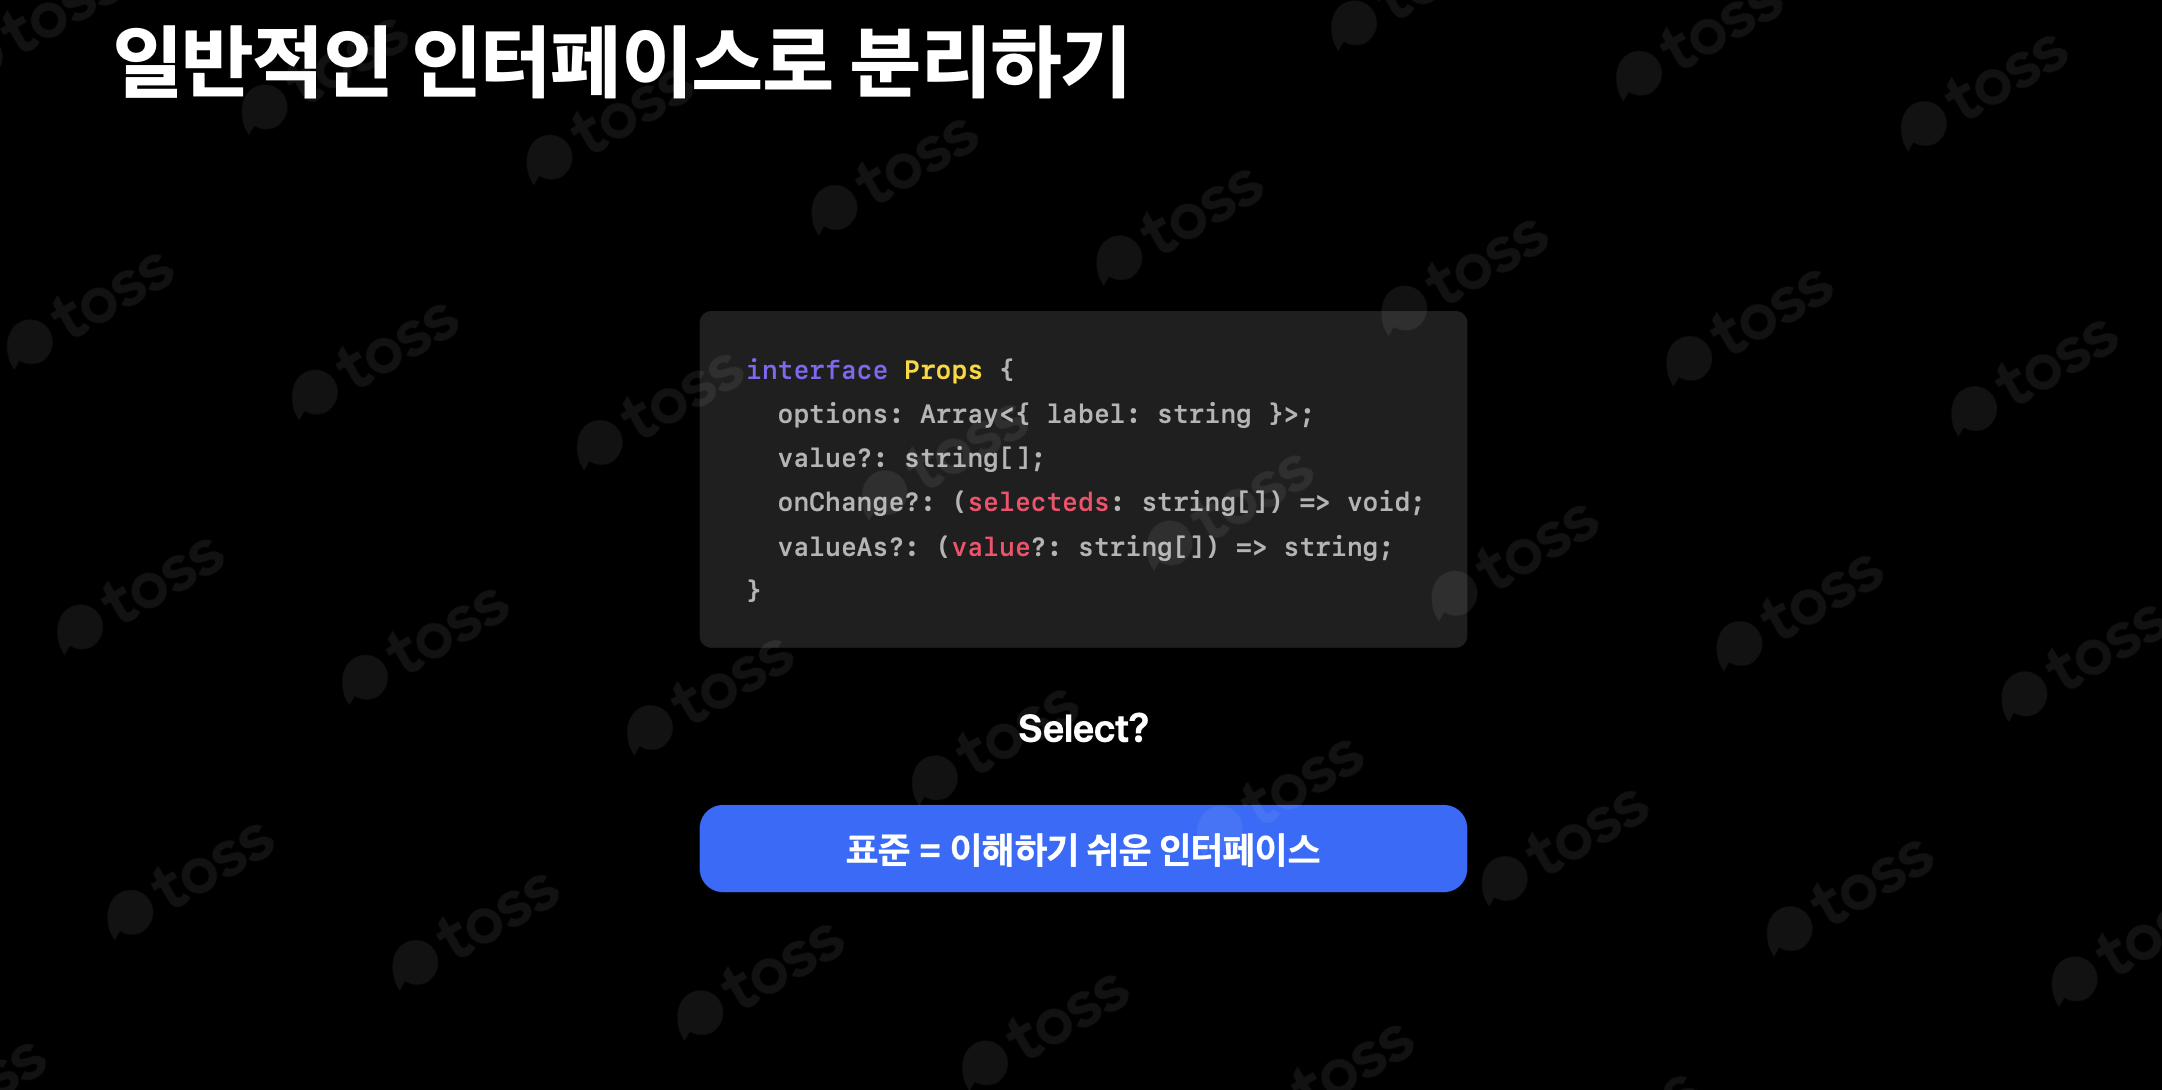 일반적인 인터페이스로 분리하기
interface Props {
  options: Array<{ label: string }>;
  value?: string[];
  onChange?: (selecteds: string[]) => void;
  valueAs?: (value?: string[]) => string;
}
Select?
표준 = 이해하기 쉬운 인터페이스
toss